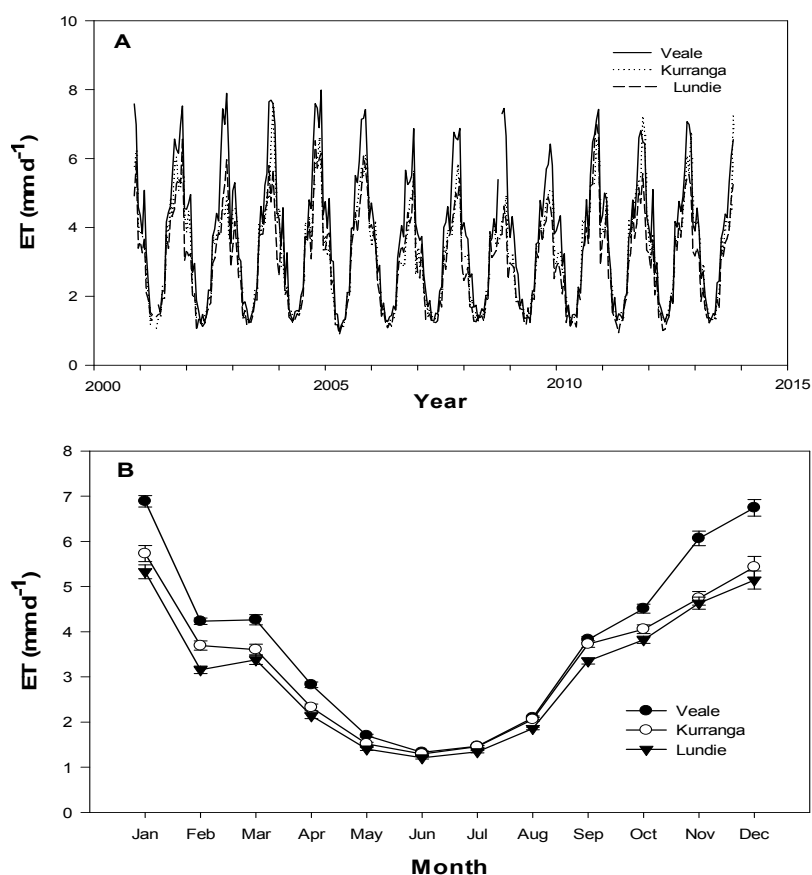 A
10
8
6
4
2
0
ET (mm d⁻¹)
Veale
Kurranga
Lundie
2000
2005
2010
2015
Year
B
8
7
6
5
4
3
2
1
0
ET (mm d⁻¹)
Veale
Kurranga
Lundie
Jan Feb Mar Apr May Jun Jul Aug Sep Oct Nov Dec
Month